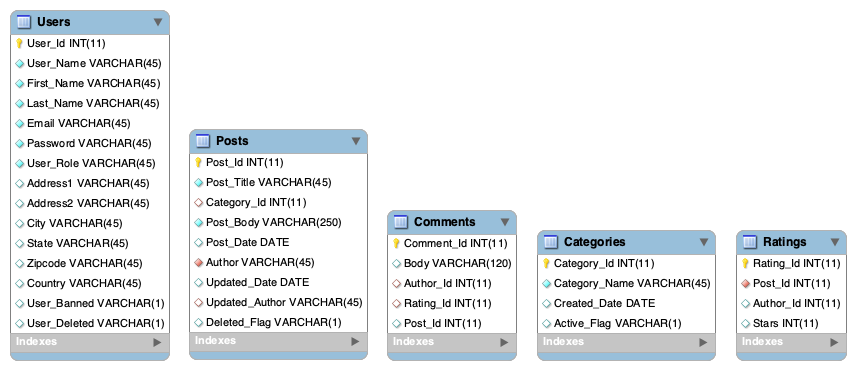 Users
User_Id INT(11)
User_Name VARCHAR(45)
First_Name VARCHAR(45)
Last_Name VARCHAR(45)
Email VARCHAR(45)
Password VARCHAR(45)
User_Role VARCHAR(45)
Address1 VARCHAR(45)
Address2 VARCHAR(45)
City VARCHAR(45)
State VARCHAR(45)
Zipcode VARCHAR(45)
Country VARCHAR(45)
User_Banned VARCHAR(1)
User_Deleted VARCHAR(1)
Indexes
Posts
Post_Id INT(11)
Post_Title VARCHAR(45)
Category_Id INT(11)
Post_Body VARCHAR(250)
Post_Date DATE
Author VARCHAR(45)
Updated_Date DATE
Updated_Author VARCHAR(45)
Deleted_Flag VARCHAR(1)
Indexes
Comments
Comment_Id INT(11)
Body VARCHAR(120)
Author_Id INT(11)
Rating_Id INT(11)
Post_Id INT(11)
Indexes
Categories
Category_Id INT(11)
Category_Name VARCHAR(45)
Created_Date DATE
Active_Flag VARCHAR(1)
Indexes
Ratings
Rating_Id INT(11)
Post_Id INT(11)
Author_Id INT(11)
Stars INT(11)
Indexes